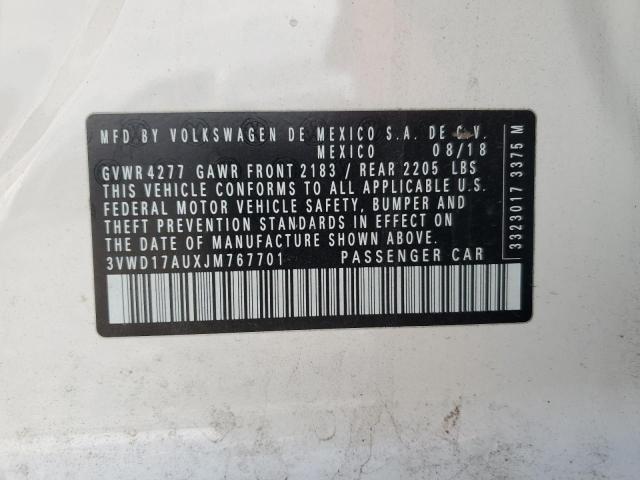 MFD BY VOLKSWAGEN DE MEXICO S.A. DE C.V.
MEXICO 08/18
GVWR 4277 GAWR FRONT 2183 / REAR 2205 LBS
THIS VEHICLE CONFORMS TO ALL APPLICABLE U.S.
FEDERAL MOTOR VEHICLE SAFETY, BUMPER AND
THEFT PREVENTION STANDARDS IN EFFECT ON
THE DATE OF MANUFACTURE SHOWN ABOVE.
3VWD17AUXJM767701 PASSENGER CAR
3323017 3375 M